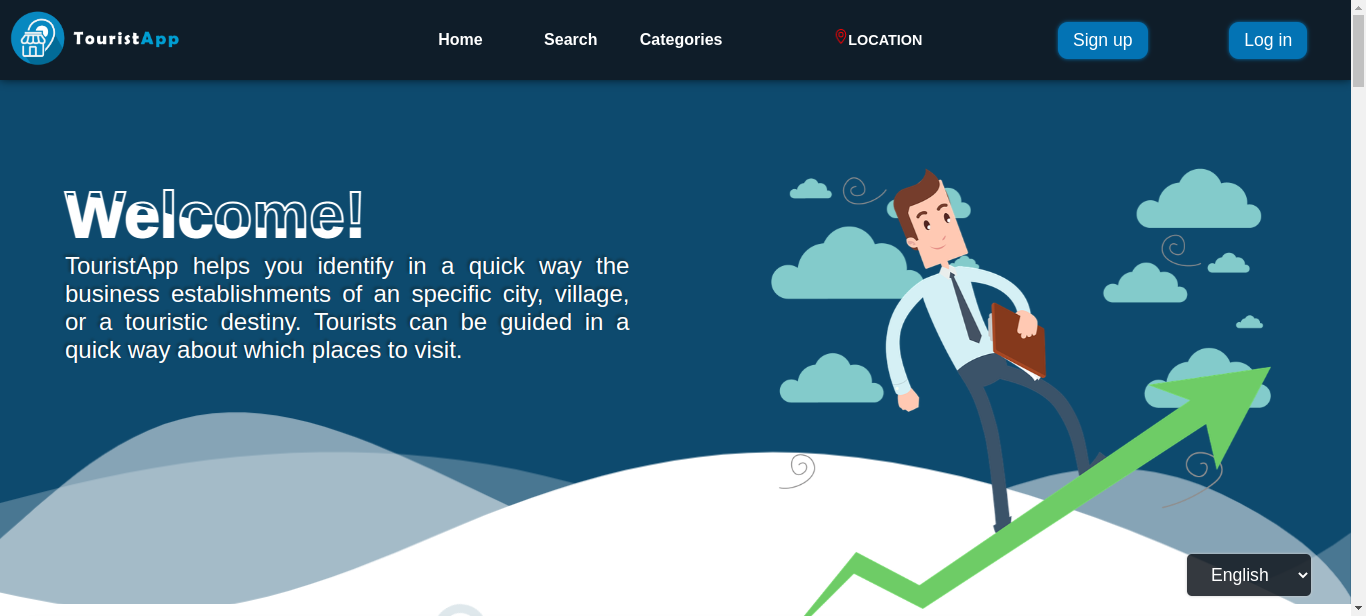 TouristApp
Home
Search
Categories
LOCATION
Sign up
Log in
Welcome!
TouristApp helps you identify in a quick way the
business establishments of an specific city, village,
or a touristic destiny. Tourists can be guided in a
quick way about which places to visit.
English